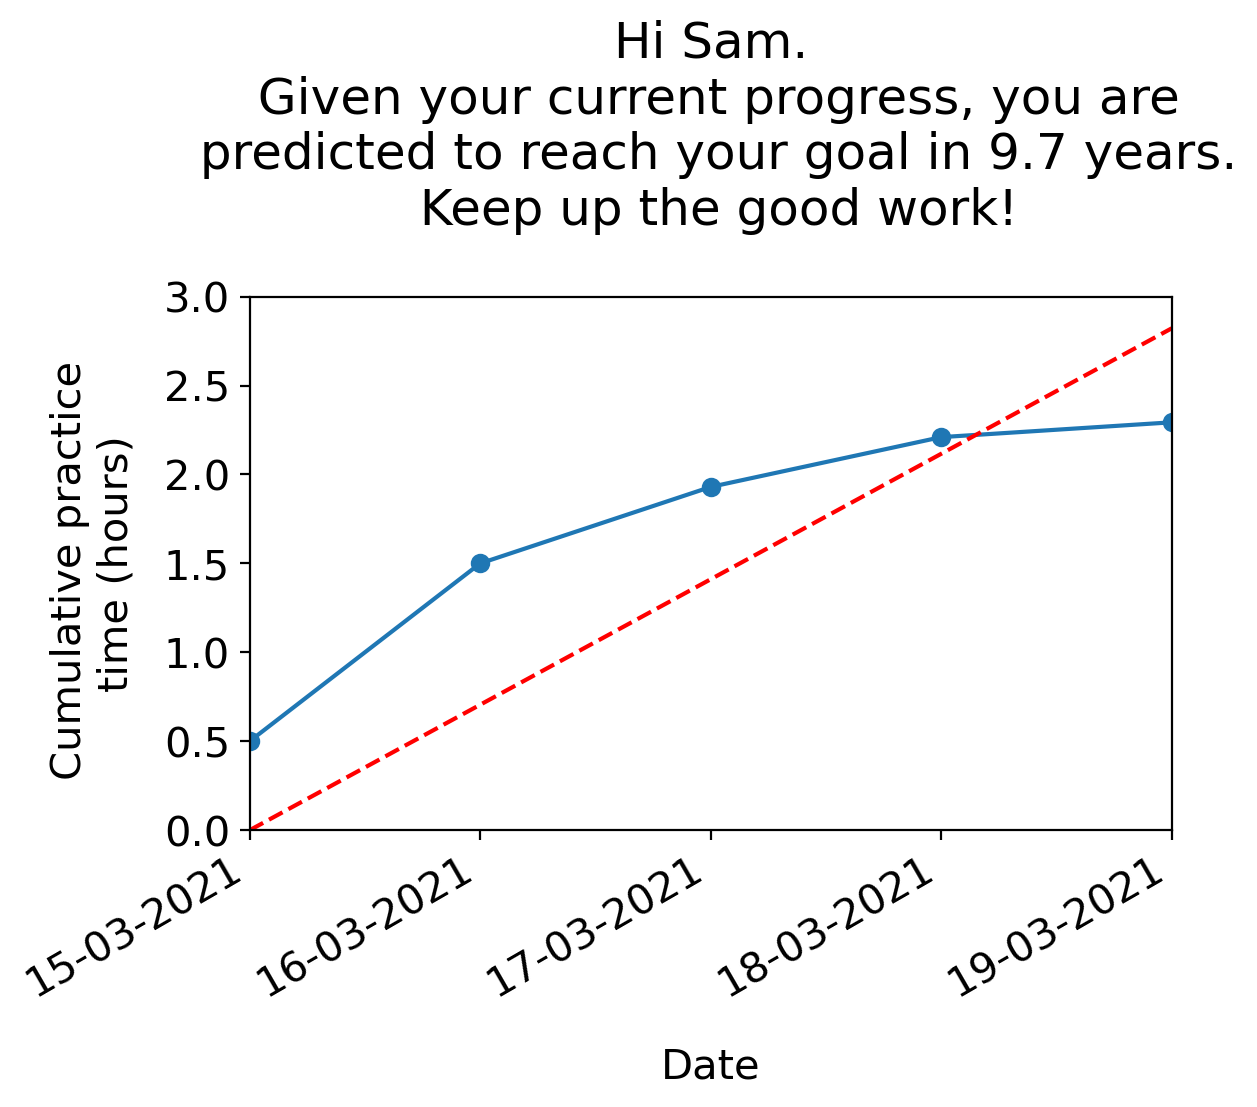 Hi Sam.
Given your current progress, you are
predicted to reach your goal in 9.7 years.
Keep up the good work!
3.0
2.5
2.0
1.5
1.0
0.5
0.0
Cumulative practice
time (hours)
15-03-2021
16-03-2021
17-03-2021
18-03-2021
19-03-2021
Date